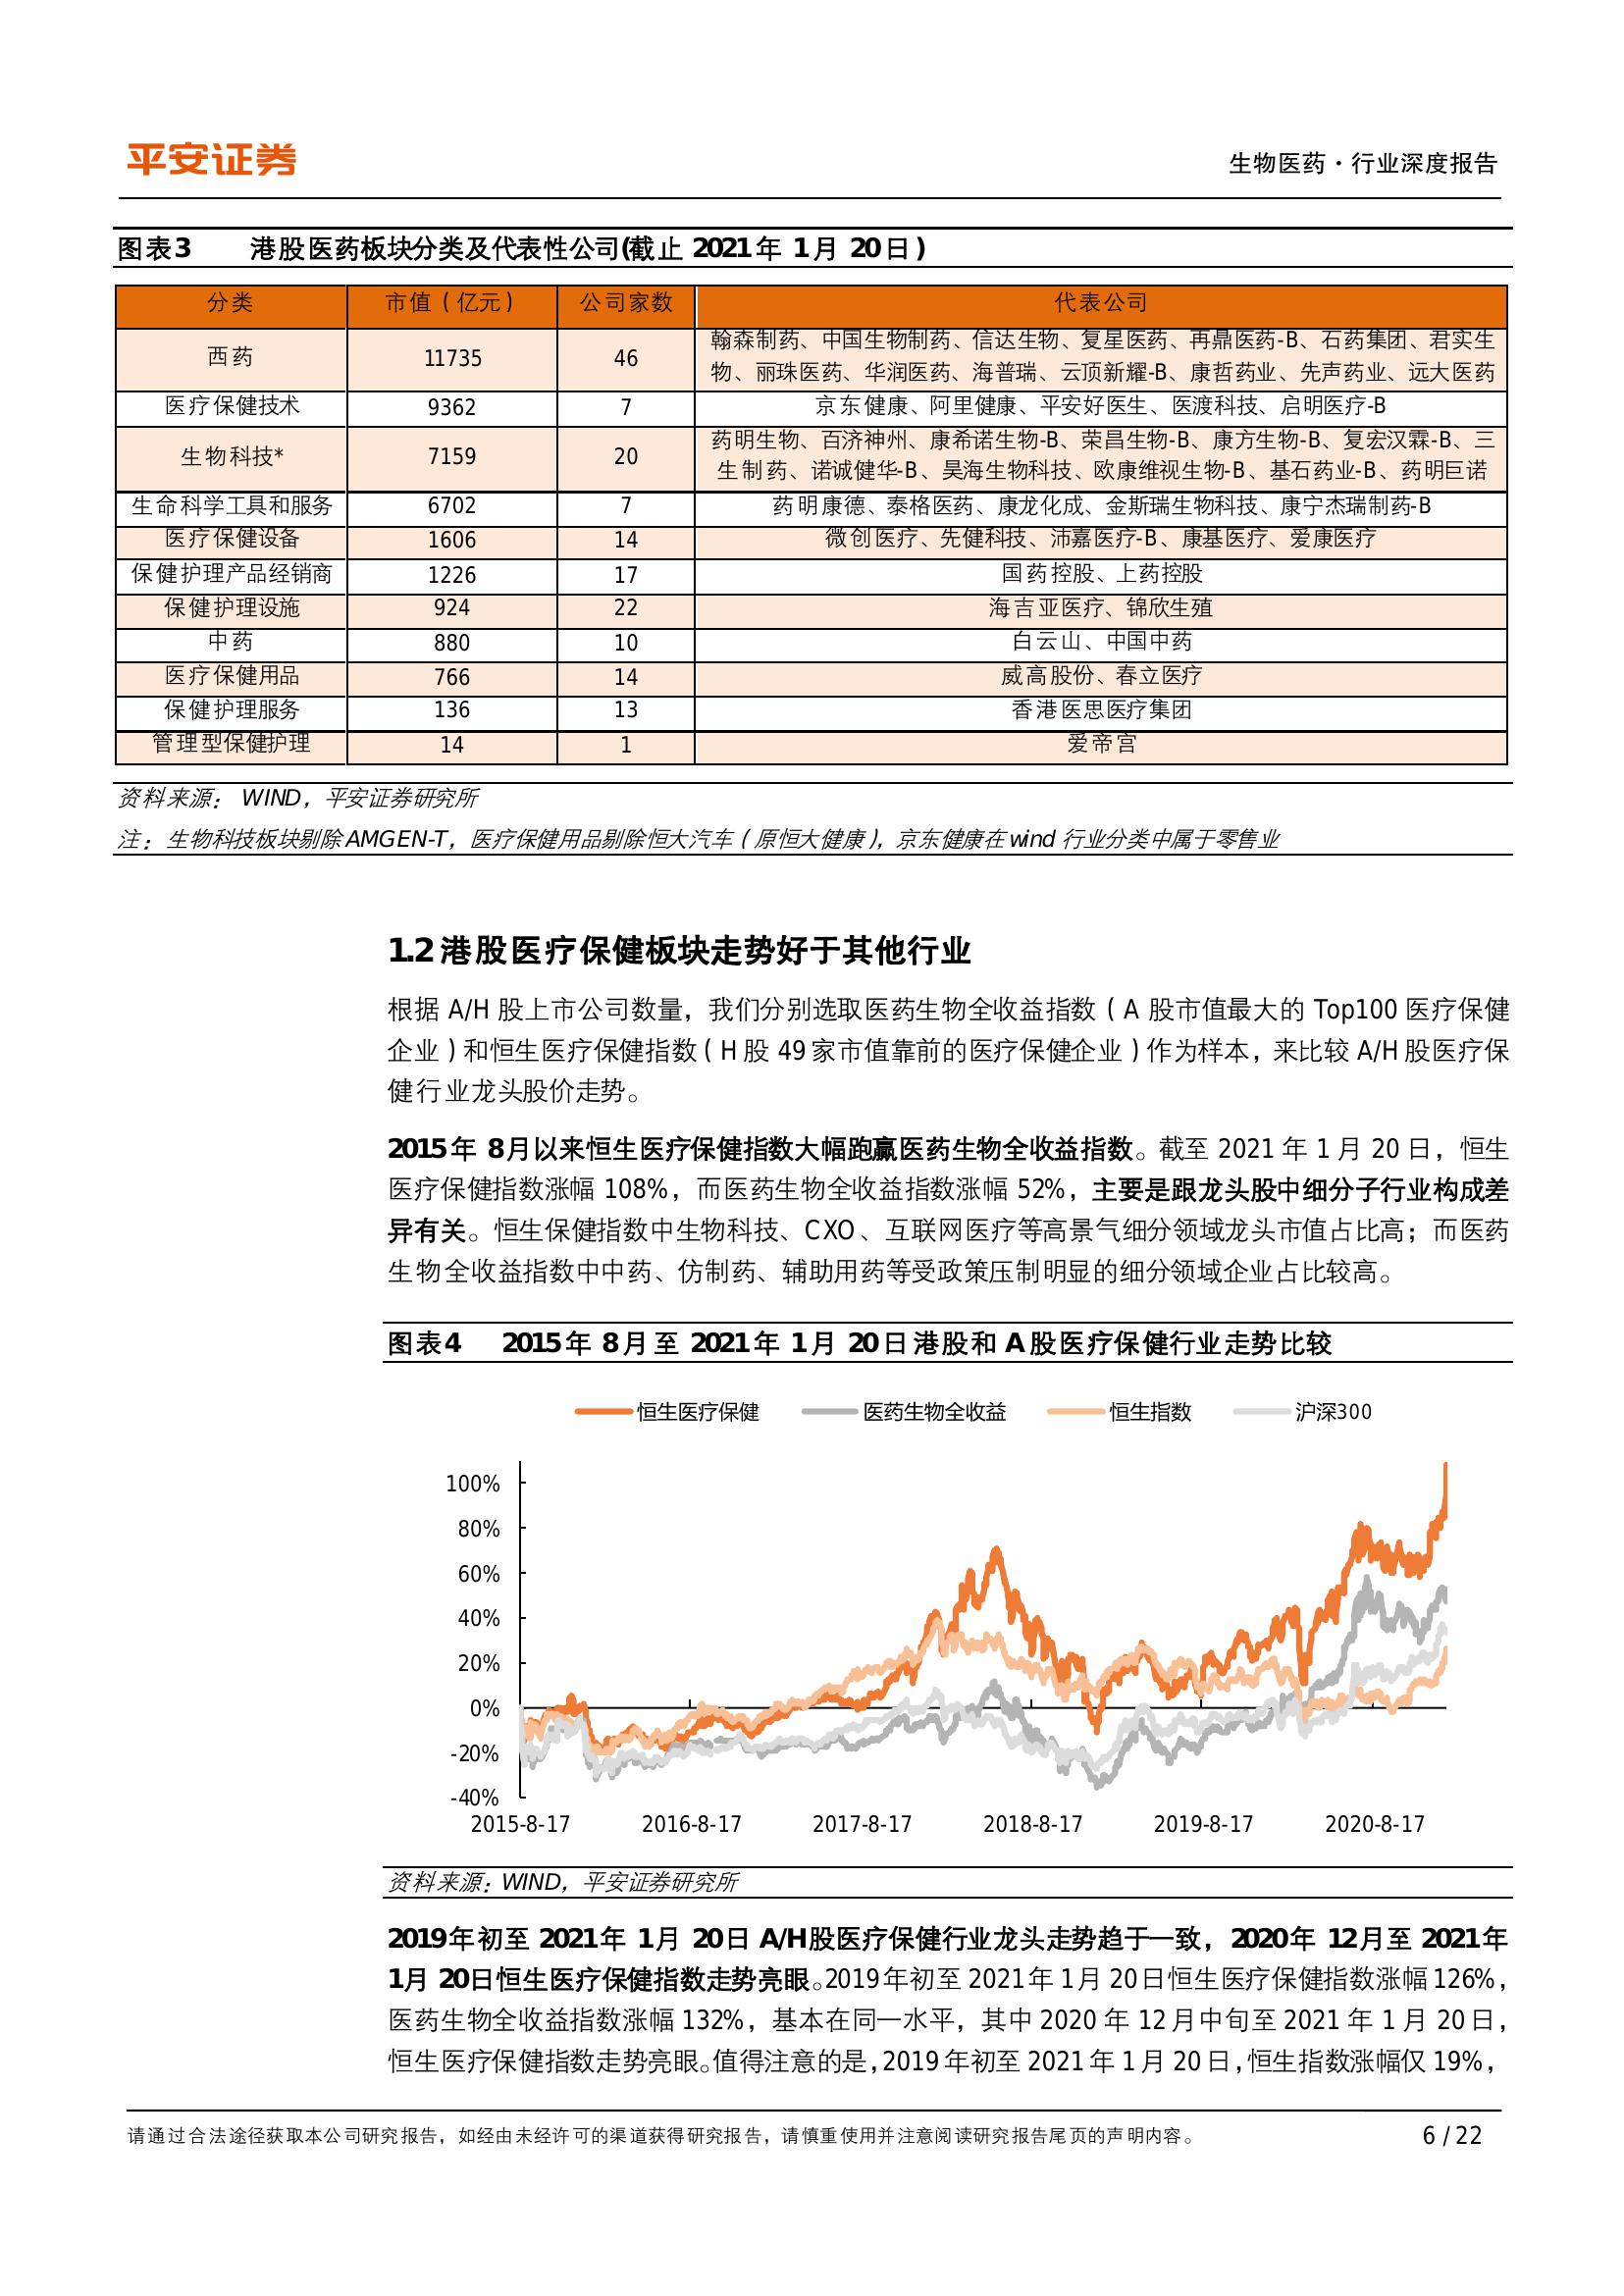 平安证券
生物医药·行业深度报告
图表3 港股医药板块分类及代表性公司(截止 2021年 1月 20日)
分类 市值(亿元) 公司家数 代表公司
西药 11735 46 翰森制药、中国生物制药、信达生物、复星医药、再鼎医药-B、石药集团、君实生
物、丽珠医药、华润医药、海普瑞、云顶新耀-B、康哲药业、先声药业、远大医药
医疗保健技术 9362 7 京东健康、阿里健康、平安好医生、医渡科技、启明医疗-B
生物科技* 7159 20 药明生物、百济神州、康希诺生物-B、荣昌生物-B、康方生物-B、复宏汉霖-B、三
生制药、诺诚健华-B、昊海生物科技、欧康维视生物-B、基石药业-B、药明巨诺
生命科学工具和服务 6702 7 药明康德、泰格医药、康龙化成、金斯瑞生物科技、康宁杰瑞制药-B
医疗保健设备 1606 14 微创医疗、先健科技、沛嘉医疗-B、康基医疗、爱康医疗
保健护理产品经销商 1226 17 国药控股、上药控股
保健护理设施 924 22 海吉亚医疗、锦欣生殖
中药 880 10 白云山、中国中药
医疗保健用品 766 14 威高股份、春立医疗
保健护理服务 136 13 香港医思医疗集团
管理型保健护理 14 1 爱帝宫
资料来源: WIND,平安证券研究所
注:生物科技板块剔除AMGEN-T,医疗保健用品剔除恒大汽车(原恒大健康),京东健康在wind 行业分类中属于零售业
1.2 港股医疗保健板块走势好于其他行业
根据 A/H 股上市公司数量,我们分别选取医药生物全收益指数(A 股市值最大的 Top100 医疗保健
企业)和恒生医疗保健指数(H股 49家市值靠前的医疗保健企业)作为样本,来比较 A/H股医疗保
健行业龙头股价走势。
2015年 8月以来恒生医疗保健指数大幅跑赢医药生物全收益指数。截至 2021 年 1 月 20 日,恒生
医疗保健指数涨幅 108%,而医药生物全收益指数涨幅 52%,主要是跟龙头股中细分子行业构成差
异有关。恒生保健指数中生物科技、CXO、互联网医疗等高景气细分领域龙头市值占比高;而医药
生物全收益指数中中药、仿制药、辅助用药等受政策压制明显的细分领域企业占比较高。
图表4 2015年 8月至 2021年 1月 20日港股和 A股医疗保健行业走势比较
恒生医疗保健 医药生物全收益 恒生指数 沪深300
100%
80%
60%
40%
20%
0%
-20%
-40%
2015-8-17 2016-8-17 2017-8-17 2018-8-17 2019-8-17 2020-8-17
资料来源:WIND,平安证券研究所
2019年初至 2021年 1月 20日 A/H股医疗保健行业龙头走势趋于一致,2020年 12月至 2021年
1月 20日恒生医疗保健指数走势亮眼。2019年初至 2021年 1月 20日恒生医疗保健指数涨幅126%,
医药生物全收益指数涨幅 132%,基本在同一水平,其中 2020 年 12月中旬至 2021 年 1 月 20 日,
恒生医疗保健指数走势亮眼。值得注意的是,2019年初至 2021年 1月 20日,恒生指数涨幅仅 19%,
请通过合法途径获取本公司研究报告,如经由未经许可的渠道获得研究报告,请慎重使用并注意阅读研究报告尾页的声明内容。
6 / 22